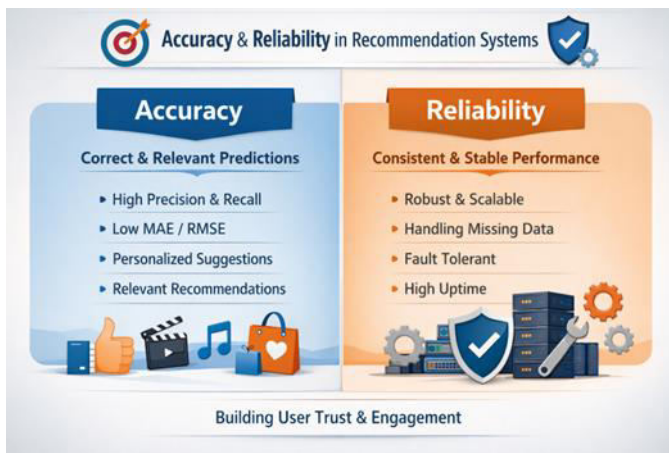 Accuracy & Reliability in Recommendation Systems
Accuracy
Correct & Relevant Predictions
High Precision & Recall
Low MAE / RMSE
Personalized Suggestions
Relevant Recommendations
Reliability
Consistent & Stable Performance
Robust & Scalable
Handling Missing Data
Fault Tolerant
High Uptime
Building User Trust & Engagement